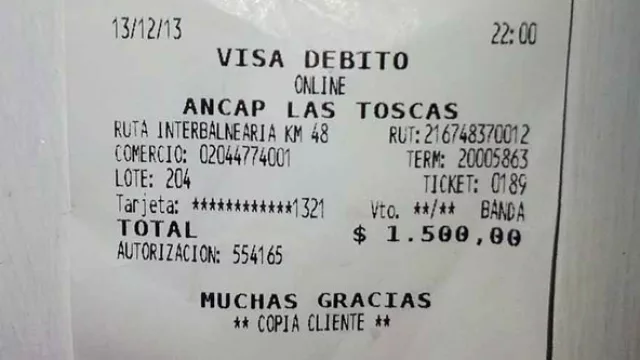 13/12/13 22:00
VISA DEBITO
ONLINE
ANCAP LAS TOSCAS
RUTA INTERBALNEARIA KM 48 RUT:216748370012
COMERCIO: 02044774001 TERM: 20005863
LOTE: 204 TICKET: 0189
Tarjeta: ************1321 Vto. **/** BANDA
TOTAL $ 1.500,00
AUTORIZACION: 554165
MUCHAS GRACIAS
** COPIA CLIENTE **